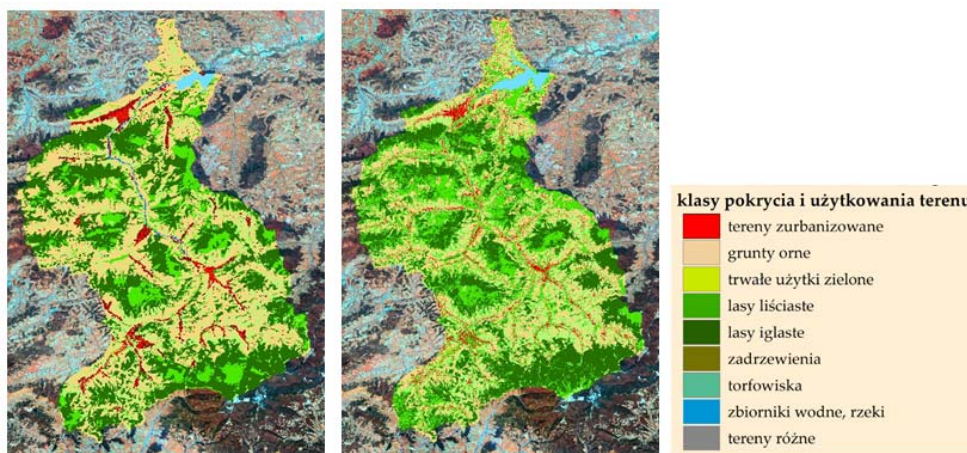 klasy pokrycia i użytkowania terenu
tereny zurbanizowane
grunty orne
trwałe użytki zielone
lasy liściaste
lasy iglaste
zadrzewienia
torfowiska
zbiorniki wodne, rzeki
tereny różne